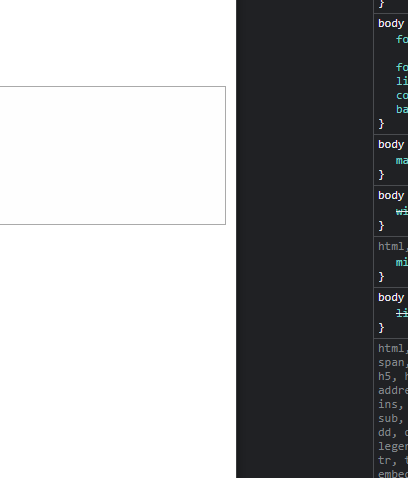 }
body
fo
fo
li
co
ba
}
body
ma
}
body
wi
}
html,
mi
}
body
li
}
html,
span,
h5, h
addre
ins,
sub,
dd, 
legen
tr, t
embed